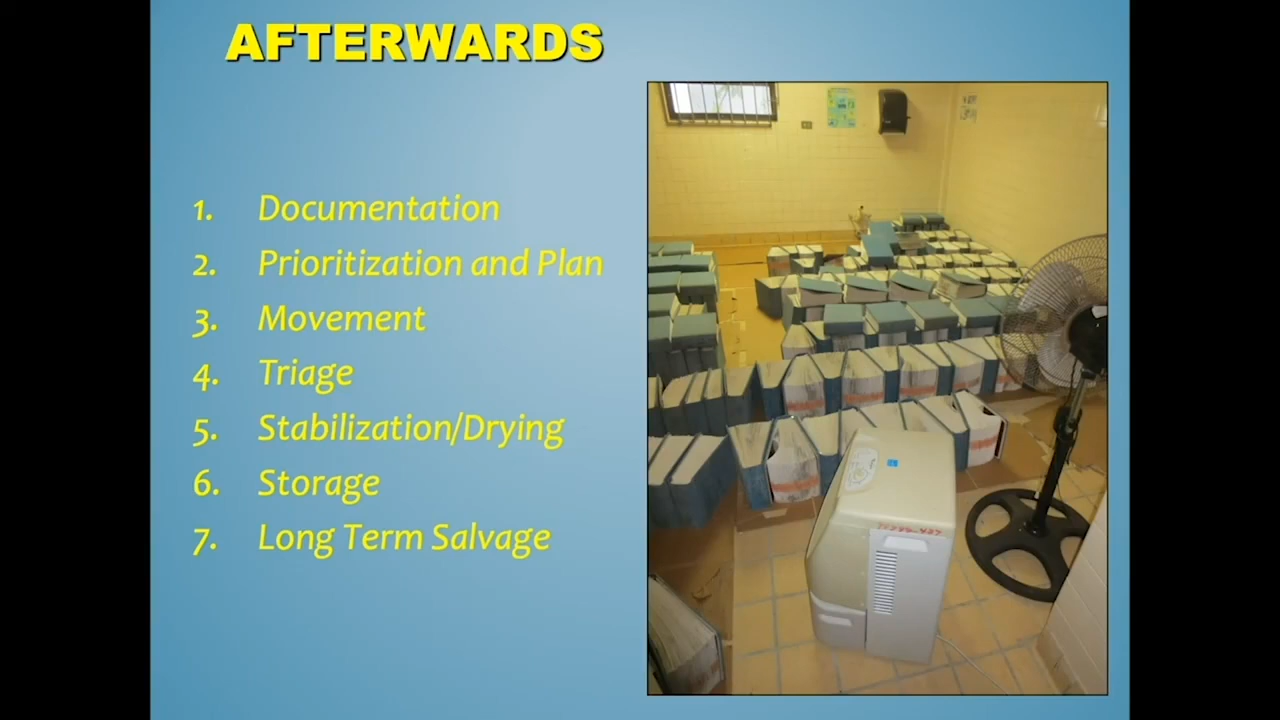 AFTERWARDS
1. Documentation
2. Prioritization and Plan
3. Movement
4. Triage
5. Stabilization/Drying
6. Storage
7. Long Term Salvage